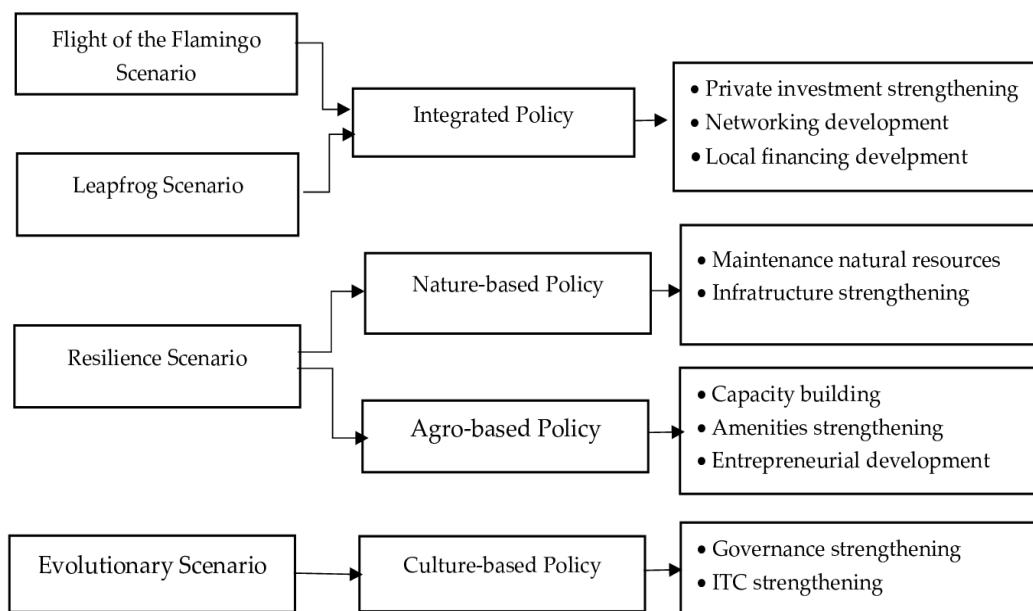 Flight of the Flamingo
Scenario
Leapfrog Scenario
Integrated Policy
• Private investment strengthening
• Networking development
• Local financing develpment
Resilience Scenario
Nature-based Policy
• Maintenance natural resources
• Infratructure strengthening
Agro-based Policy
• Capacity building
• Amenities strengthening
• Entrepreneurial development
Evolutionary Scenario
Culture-based Policy
• Governance strengthening
• ITC strengthening